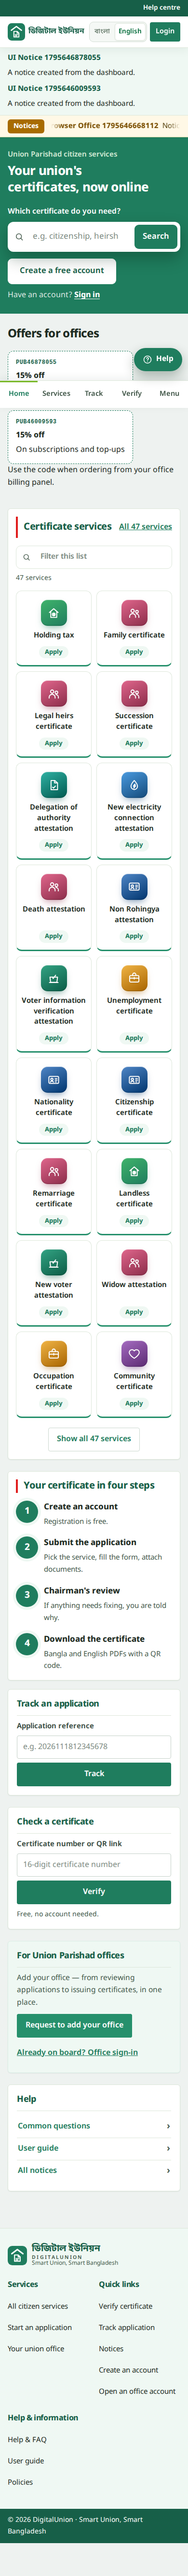 Help centre
ডিজিটাল ইউনিয়ন
বাংলা
English
Login
UI Notice 1795646878055
A notice created from the dashboard.
UI Notice 1795646009593
A notice created from the dashboard.
Notices
rowser Office 1795646668112
Notic
Union Parishad citizen services
Your union's
certificates, now online
Which certificate do you need?
e.g. citizenship, heirsh
Search
Create a free account
Have an account? Sign in
Offers for offices
PUB46878055
15% off
Help
Home
Services
Track
Verify
Menu
PUB46009593
15% off
On subscriptions and top-ups
Use the code when ordering from your office
billing panel.
Certificate services
All 47 services
Filter this list
47 services
Holding tax
Apply
Family certificate
Apply
Legal heirs
certificate
Apply
Succession
certificate
Apply
Delegation of
authority
attestation
Apply
New electricity
connection
attestation
Apply
Death attestation
Apply
Non Rohingya
attestation
Apply
Voter information
verification
attestation
Apply
Unemployment
certificate
Apply
Nationality
certificate
Apply
Citizenship
certificate
Apply
Remarriage
certificate
Apply
Landless
certificate
Apply
New voter
attestation
Apply
Widow attestation
Apply
Occupation
certificate
Apply
Community
certificate
Apply
Show all 47 services
Your certificate in four steps
1
Create an account
Registration is free.
2
Submit the application
Pick the service, fill the form, attach
documents.
3
Chairman's review
If anything needs fixing, you are told
why.
4
Download the certificate
Bangla and English PDFs with a QR
code.
Track an application
Application reference
e.g. 2026111812345678
Track
Check a certificate
Certificate number or QR link
16-digit certificate number
Verify
Free, no account needed.
For Union Parishad offices
Add your office — from reviewing
applications to issuing certificates, in one
place.
Request to add your office
Already on board? Office sign-in
Help
Common questions
User guide
All notices
ডিজিটাল ইউনিয়ন
DIGITALUNION
Smart Union, Smart Bangladesh
Services
All citizen services
Start an application
Your union office
Quick links
Verify certificate
Track application
Notices
Create an account
Open an office account
Help & information
Help & FAQ
User guide
Policies
© 2026 DigitalUnion · Smart Union, Smart
Bangladesh